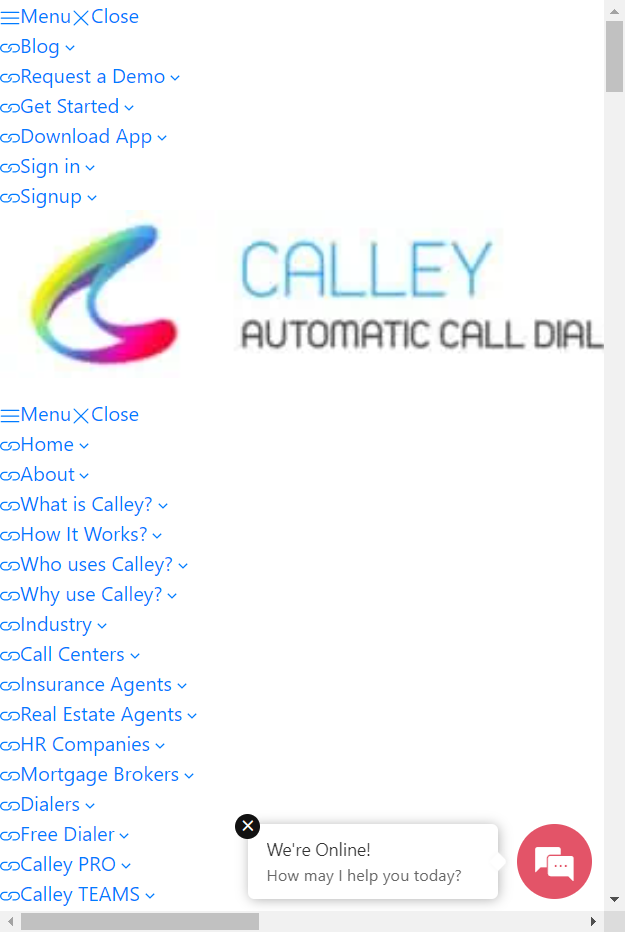 Menu Close
Blog
Request a Demo
Get Started
Download App
Sign in
Signup
CALLEY
AUTOMATIC CALL DIAL
Menu Close
Home
About
What is Calley?
How It Works?
Who uses Calley?
Why use Calley?
Industry
Call Centers
Insurance Agents
Real Estate Agents
HR Companies
Mortgage Brokers
Dialers
Free Dialer
Calley PRO
Calley TEAMS
We're Online!
How may I help you today?